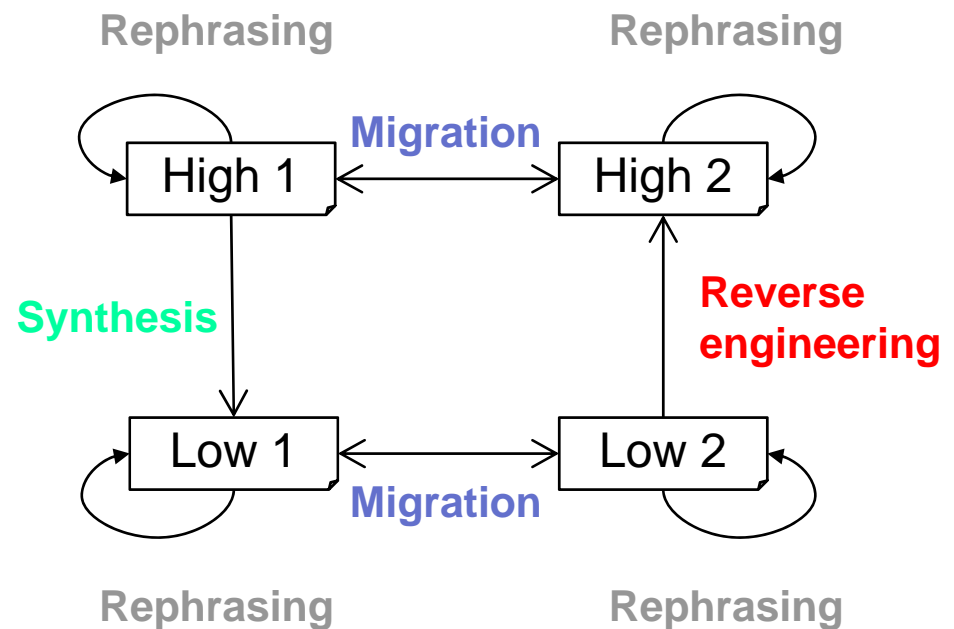 Rephrasing
Rephrasing
Migration
High 1
High 2
Synthesis
Reverse
engineering
Low 1
Low 2
Migration
Rephrasing
Rephrasing